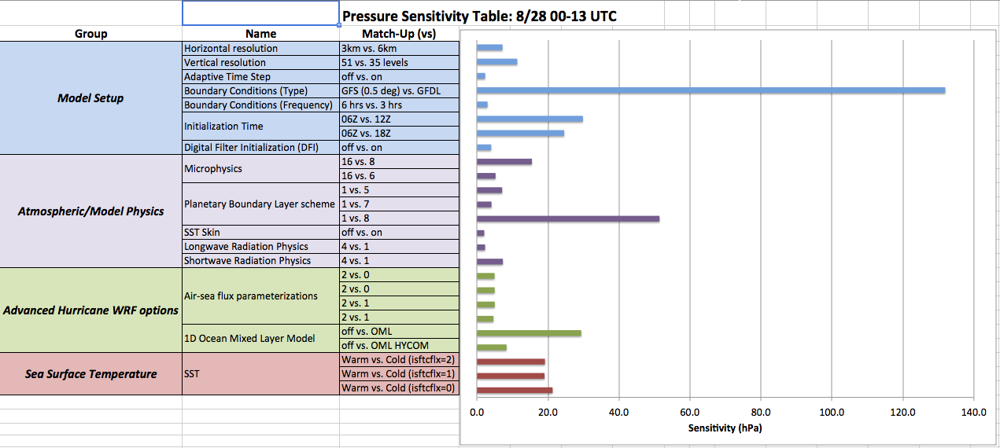 Pressure Sensitivity Table: 8/28 00-13 UTC
Group Name Match-Up (vs)
Model Setup
Horizontal resolution 3km vs. 6km
Vertical resolution 51 vs. 35 levels
Adaptive Time Step off vs. on
Boundary Conditions (Type) GFS (0.5 deg) vs. GFDL
Boundary Conditions (Frequency) 6 hrs vs. 3 hrs
Initialization Time 06Z vs. 12Z
06Z vs. 18Z
Digital Filter Initialization (DFI) off vs. on
Atmospheric/Model Physics
Microphysics 16 vs. 8
16 vs. 6
Planetary Boundary Layer scheme 1 vs. 5
1 vs. 7
1 vs. 8
SST Skin off vs. on
Longwave Radiation Physics 4 vs. 1
Shortwave Radiation Physics 4 vs. 1
Advanced Hurricane WRF options
Air-sea flux parameterizations 2 vs. 0
2 vs. 0
2 vs. 1
2 vs. 1
1D Ocean Mixed Layer Model off vs. OML
off vs. OML HYCOM
Sea Surface Temperature
SST Warm vs. Cold (isftcflx=2)
Warm vs. Cold (isftcflx=1)
Warm vs. Cold (isftcflx=0)
0.0 20.0 40.0 60.0 80.0 100.0 120.0 140.0
Sensitivity (hPa)